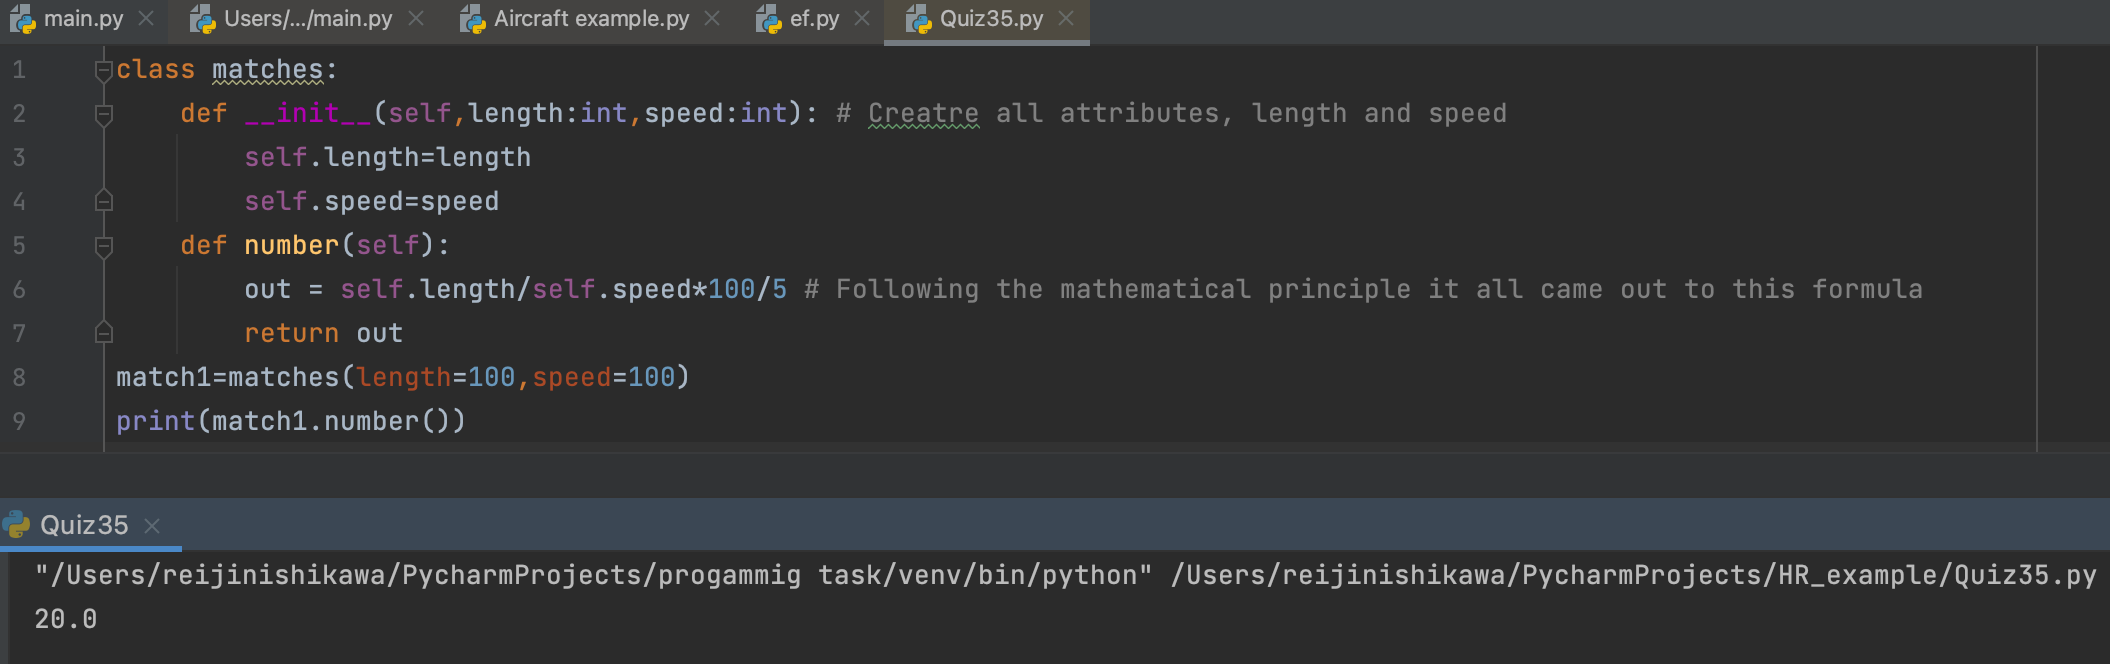 main.py Users/.../main.py Aircraft example.py ef.py Quiz35.py
1 class matches:
2 def __init__(self,length:int,speed:int): # Creatre all attributes, length and speed
3 self.length=length
4 self.speed=speed
5 def number(self):
6 out = self.length/self.speed*100/5 # Following the mathematical principle it all came out to this formula
7 return out
8 match1=matches(length=100,speed=100)
9 print(match1.number())
Quiz35
"/Users/reijinishikawa/PycharmProjects/progammig task/venv/bin/python" /Users/reijinishikawa/PycharmProjects/HR_example/Quiz35.py
20.0